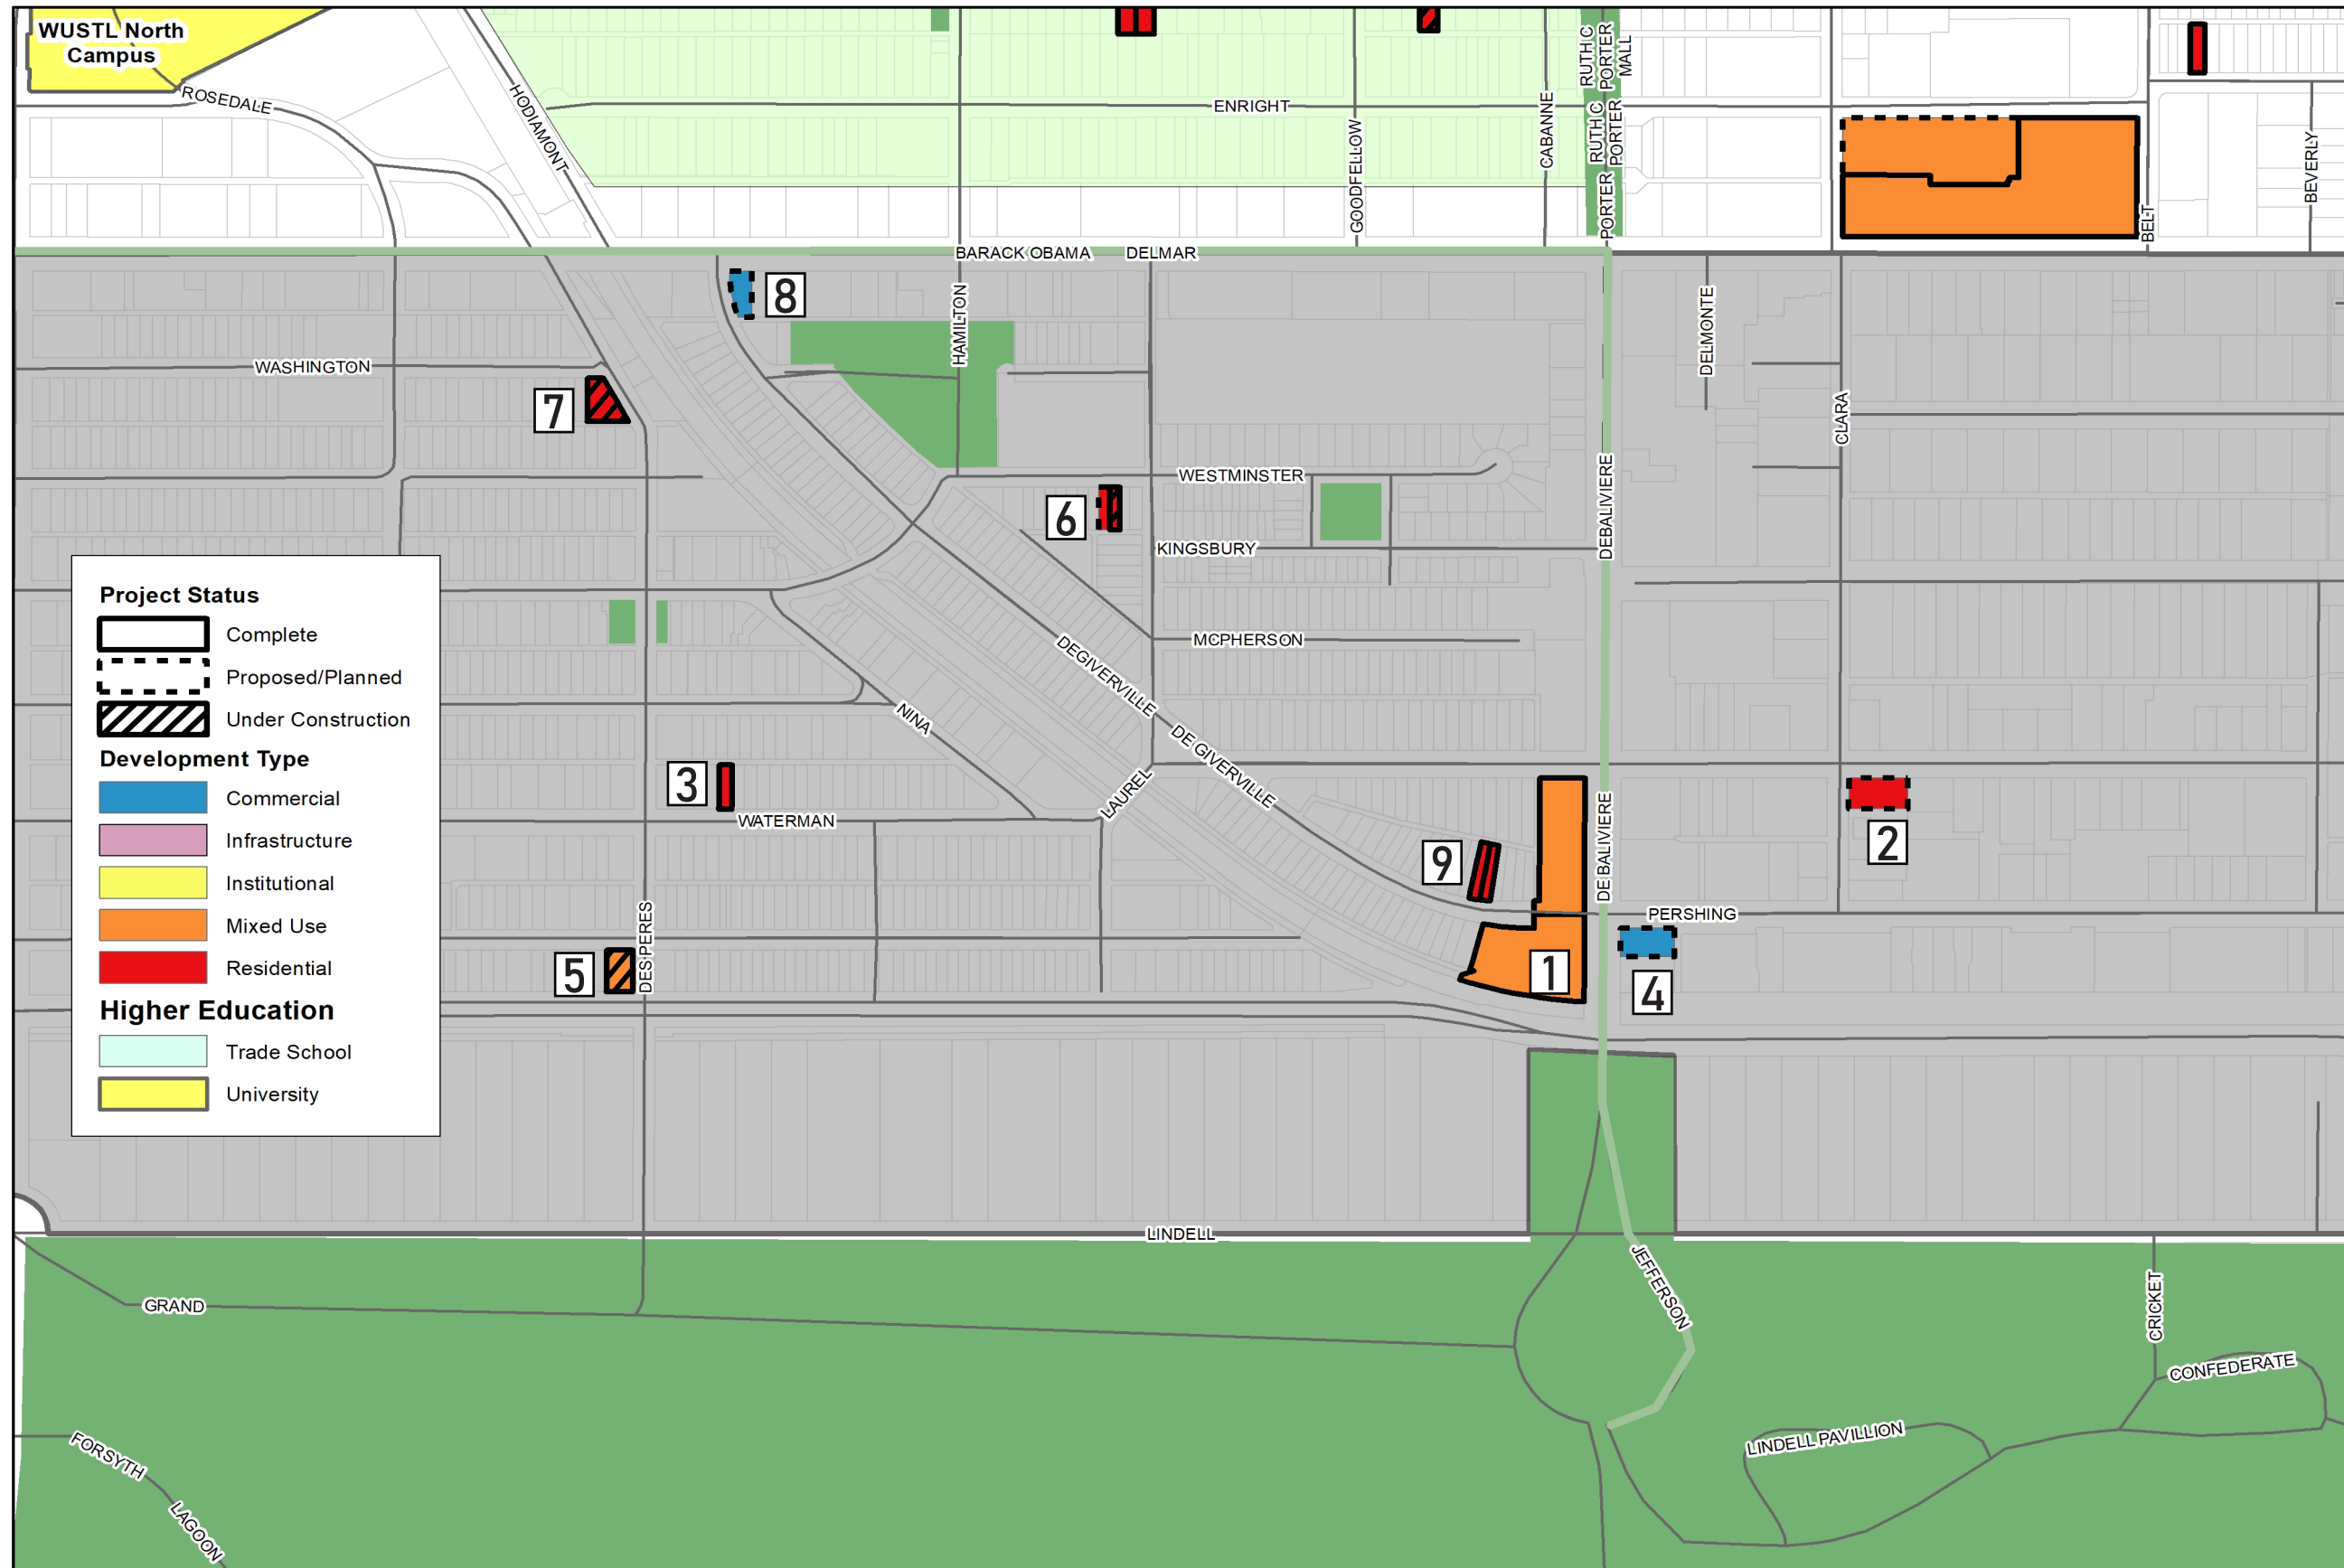 WUSTL North
Campus
ROSEDALE
HODIAMONT
ENRIGHT
GOODFELLOW
CABANNE
RUTH C
PORTER
MALL
RUTH C
PORTER
PORTER
BELT
BEVERLY
BARACK OBAMA
DELMAR
8
HAMILTON
DELMONTE
WASHINGTON
7
CLARA
WESTMINSTER
6
KINGSBURY
DEBALIVIERE
MCPHERSON
DEGIVERVILLE
DE GIVERVILLE
NINA
3
LAUREL
WATERMAN
DE BALIVIERE
2
9
PERSHING
DES PERES
5
1
4
Project Status
Complete
Proposed/Planned
Under Construction
Development Type
Commercial
Infrastructure
Institutional
Mixed Use
Residential
Higher Education
Trade School
University
LINDELL
JEFFERSON
GRAND
CRICKET
CONFEDERATE
LINDELL PAVILLION
FORSYTH
LAGOON